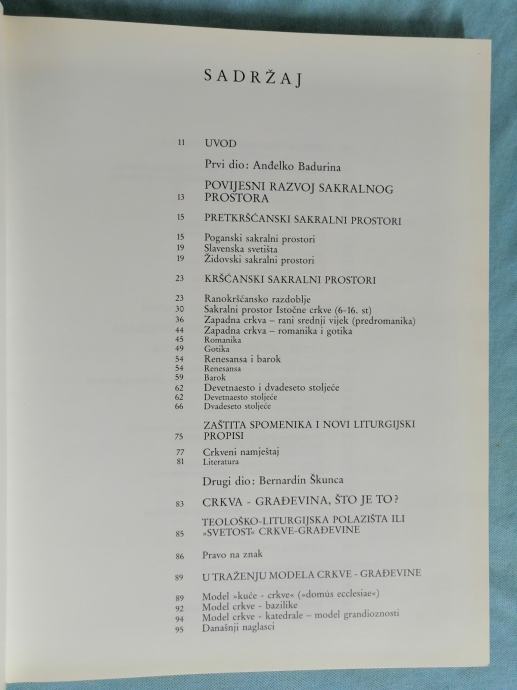 SADRŽAJ
11 UVOD
Prvi dio: Anđelko Badurina
POVIJESNI RAZVOJ SAKRALNOG
13 PROSTORA
15 PRETKRŠĆANSKI SAKRALNI PROSTORI
15 Poganski sakralni prostori
19 Slavenska svetišta
19 Židovski sakralni prostori
23 KRŠĆANSKI SAKRALNI PROSTORI
23 Ranokršćansko razdoblje
30 Sakralni prostor Istočne crkve (6-16. st)
36 Zapadna crkva – rani srednji vijek (predromanika)
44 Zapadna crkva – romanika i gotika
45 Romanika
49 Gotika
54 Renesansa i barok
54 Renesansa
59 Barok
62 Devetnaesto i dvadeseto stoljeće
62 Devetnaesto stoljeće
66 Dvadeseto stoljeće
ZAŠTITA SPOMENIKA I NOVI LITURGIJSKI
75 PROPISI
77 Crkveni namještaj
81 Literatura
Drugi dio: Bernardin Škunca
83 CRKVA - GRAĐEVINA, ŠTO JE TO?
TEOLOŠKO-LITURGIJSKA POLAZIŠTA ILI
85 »SVETOST« CRKVE-GRAĐEVINE
86 Pravo na znak
89 U TRAŽENJU MODELA CRKVE - GRAĐEVINE
89 Model »kuće - crkve« (»domus ecclesiae«)
92 Model crkve - bazilike
94 Model crkve - katedrale – model grandioznosti
95 Današnji naglasci